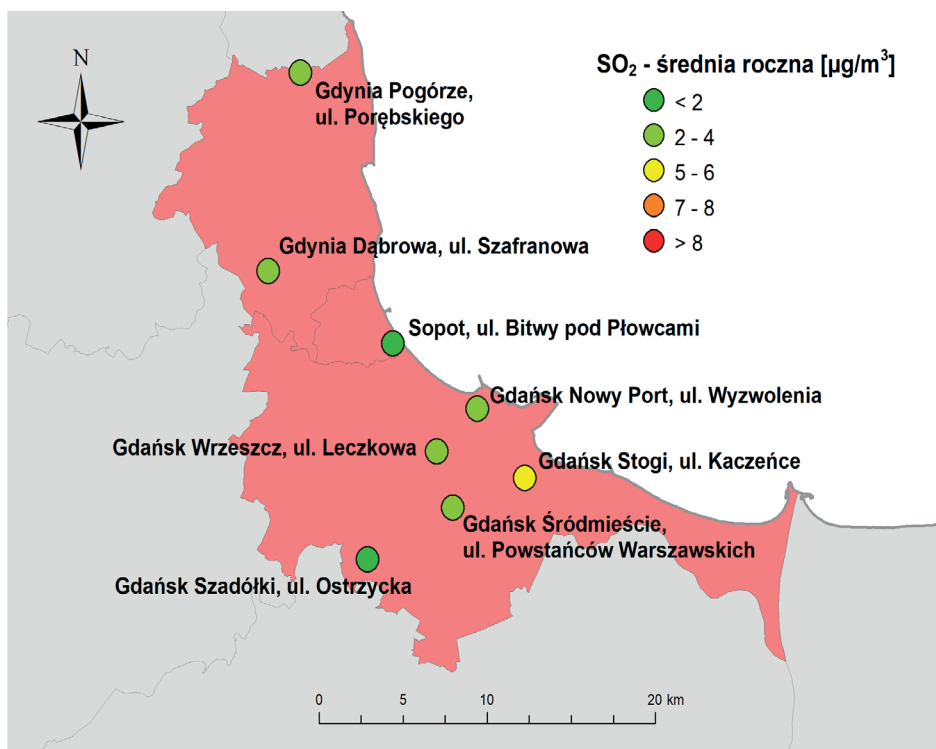 N
SO₂ - średnia roczna [µg/m³]
< 2
2 - 4
5 - 6
7 - 8
> 8
Gdynia Pogórze,
ul. Porębskiego
Gdynia Dąbrowa, ul. Szafranowa
Sopot, ul. Bitwy pod Płowcami
Gdańsk Nowy Port, ul. Wyzwolenia
Gdańsk Wrzeszcz, ul. Leczkowa
Gdańsk Stogi, ul. Kaczeńce
Gdańsk Śródmieście,
ul. Powstańców Warszawskich
Gdańsk Szadółki, ul. Ostrzycka
0 5 10 20 km